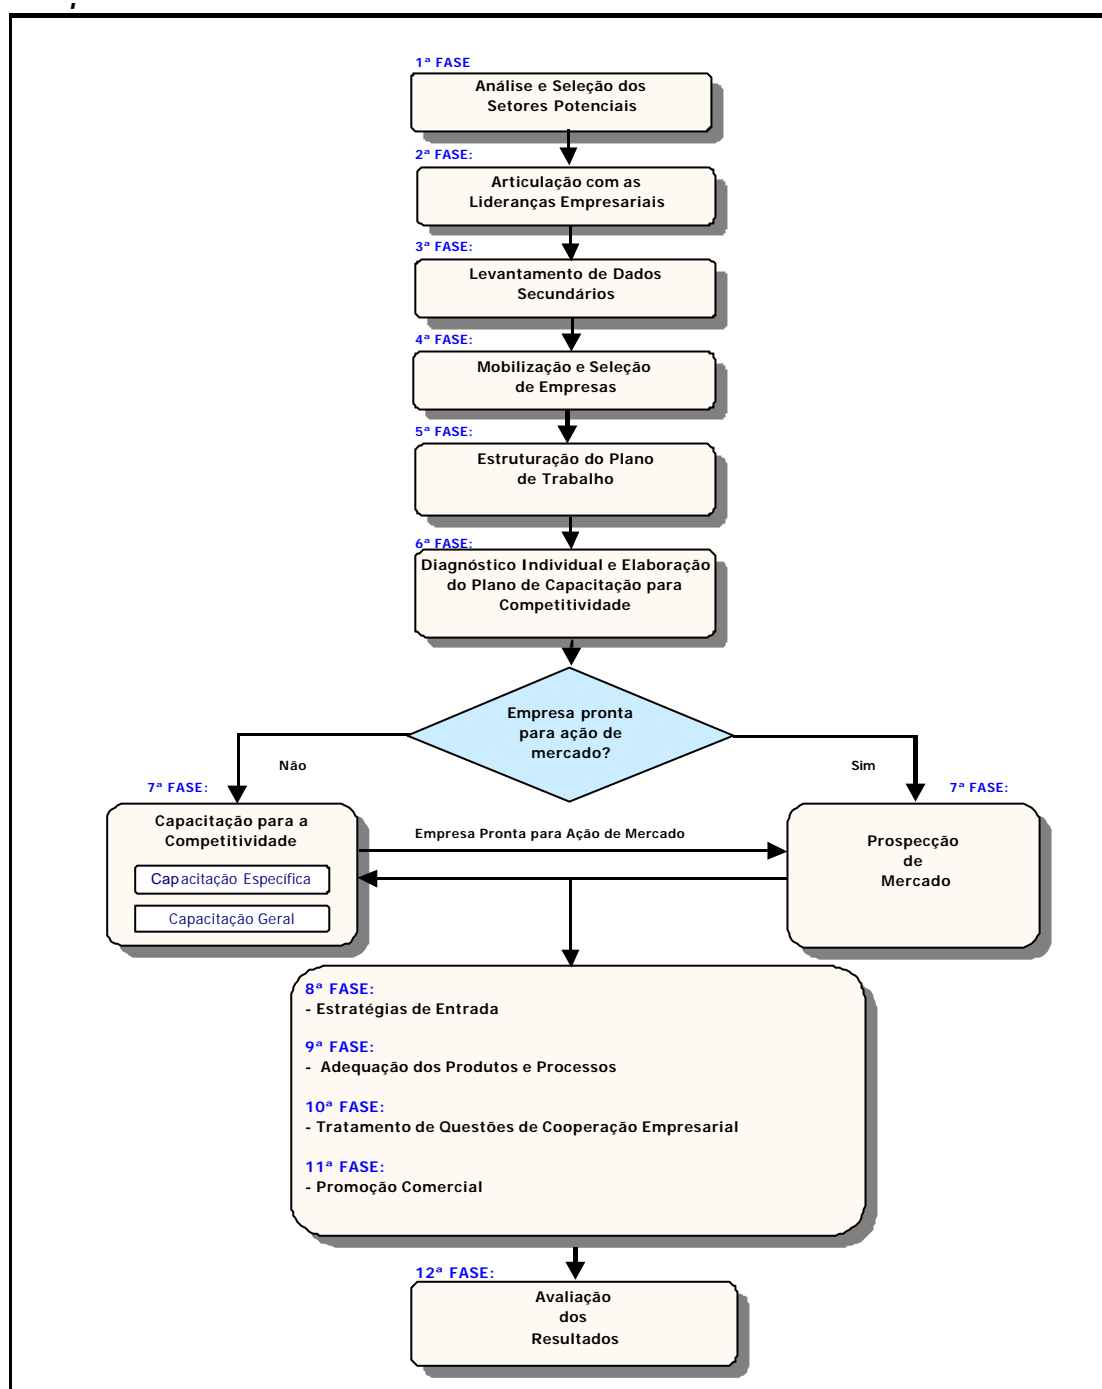 1ª FASE
Análise e Seleção dos
Setores Potenciais
2ª FASE:
Articulação com as
Lideranças Empresariais
3ª FASE:
Levantamento de Dados
Secundários
4ª FASE:
Mobilização e Seleção
de Empresas
5ª FASE:
Estruturação do Plano
de Trabalho
6ª FASE:
Diagnóstico Individual e Elaboração
do Plano de Capacitação para
Competitividade
Empresa pronta
para ação de
mercado?
Não
Sim
7ª FASE:
7ª FASE:
Capacitação para a
Competitividade
Capacitação Específica
Capacitação Geral
Empresa Pronta para Ação de Mercado
Prospecção
de
Mercado
8ª FASE:
- Estratégias de Entrada
9ª FASE:
- Adequação dos Produtos e Processos
10ª FASE:
- Tratamento de Questões de Cooperação Empresarial
11ª FASE:
- Promoção Comercial
12ª FASE:
Avaliação
dos
Resultados